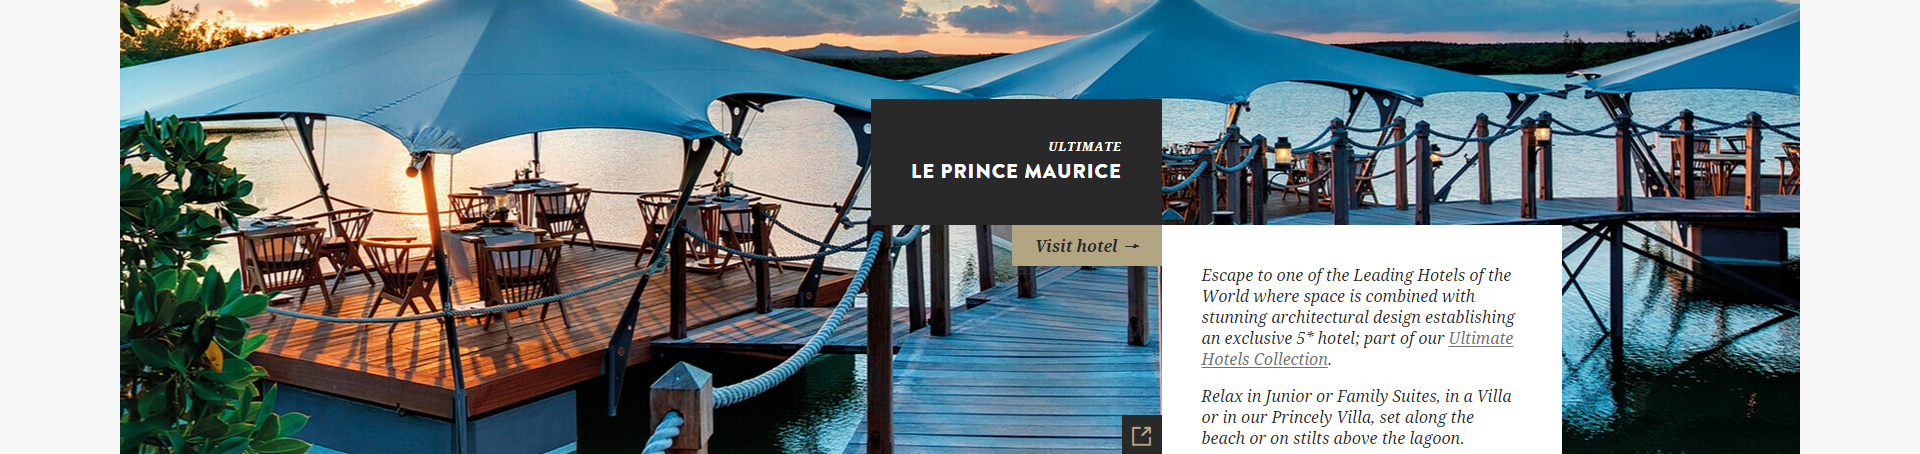 ULTIMATE
LE PRINCE MAURICE
Visit hotel →
Escape to one of the Leading Hotels of the
World where space is combined with
stunning architectural design establishing
an exclusive 5* hotel; part of our Ultimate
Hotels Collection.
Relax in Junior or Family Suites, in a Villa
or in our Princely Villa, set along the
beach or on stilts above the lagoon.